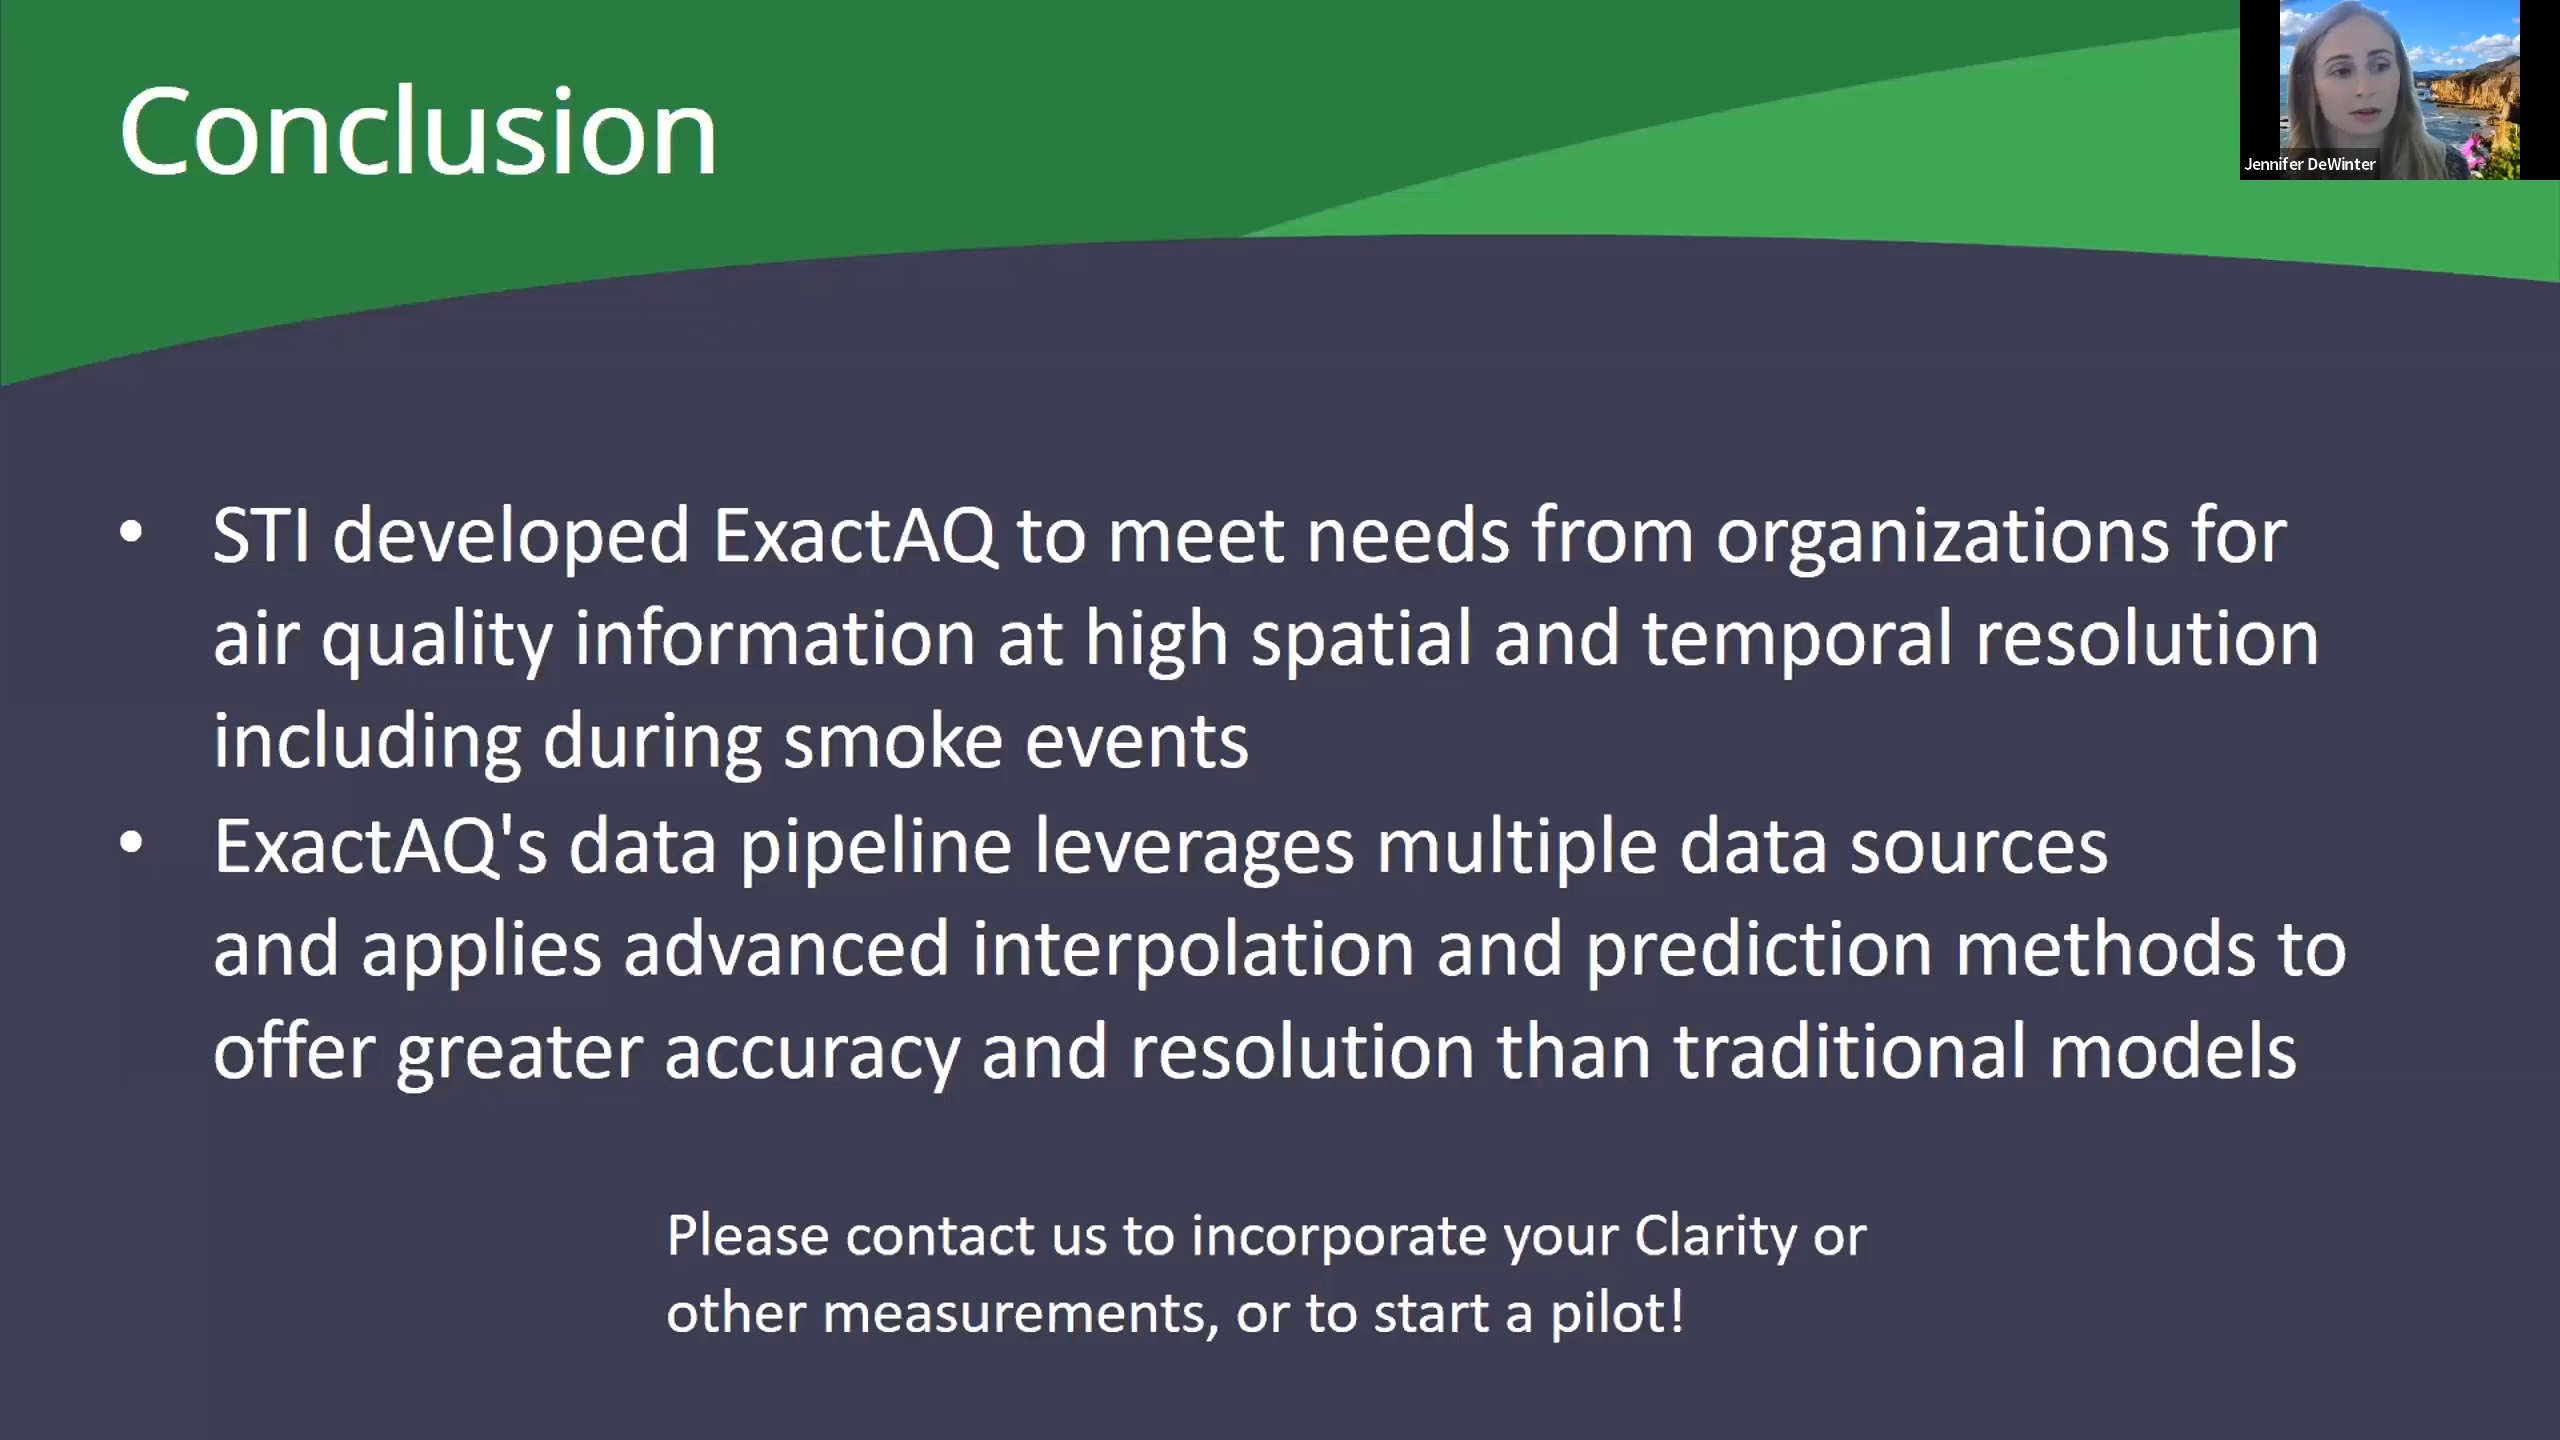 Conclusion
Jennifer DeWinter
• STI developed ExactAQ to meet needs from organizations for
air quality information at high spatial and temporal resolution
including during smoke events
• ExactAQ's data pipeline leverages multiple data sources
and applies advanced interpolation and prediction methods to
offer greater accuracy and resolution than traditional models
Please contact us to incorporate your Clarity or
other measurements, or to start a pilot!